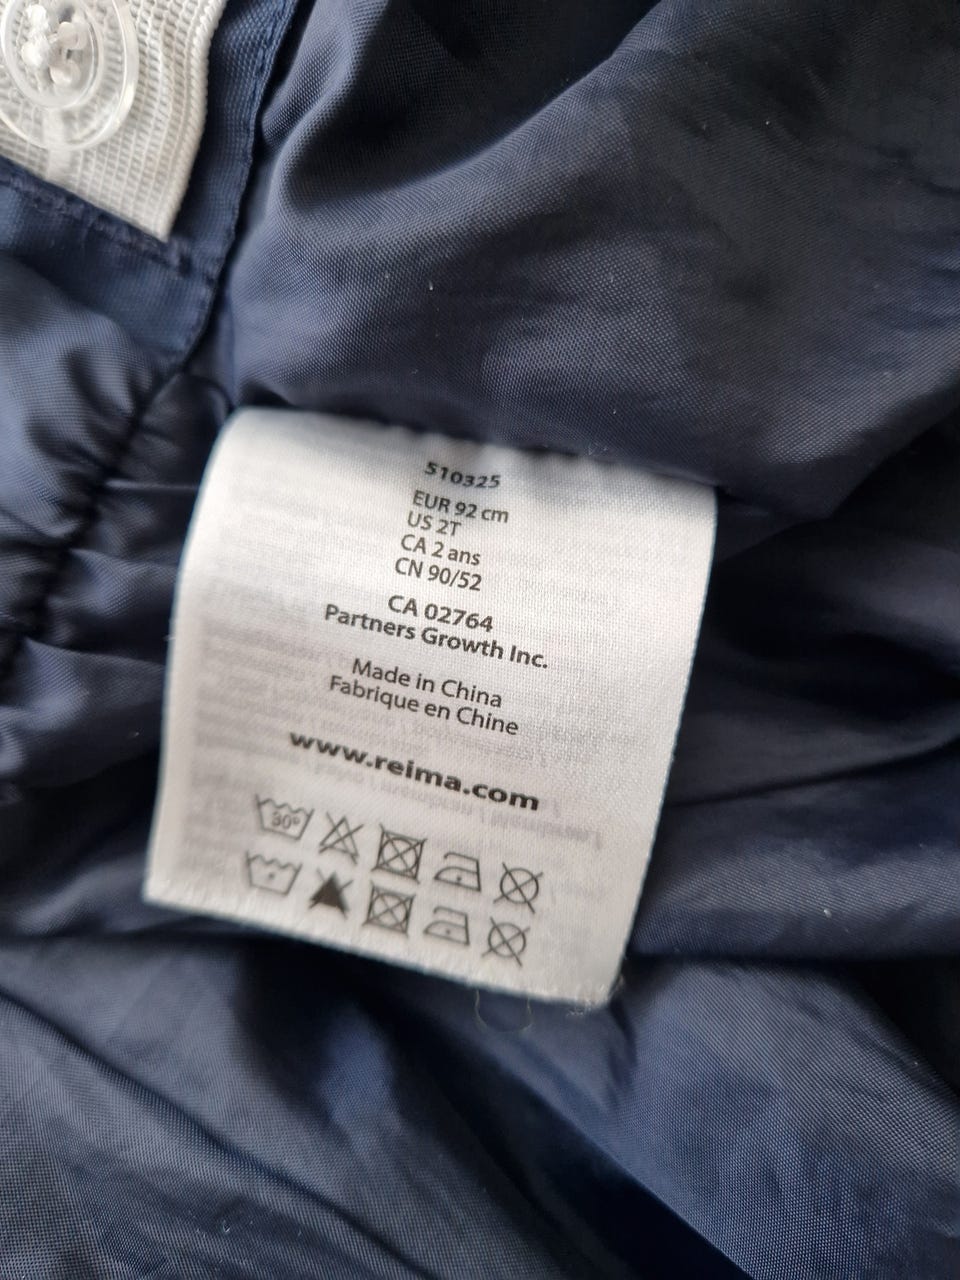 510325
EUR 92 cm
US 2T
CA 2 ans
CN 90/52
CA 02764
Partners Growth Inc.
Made in China
Fabrique en Chine
www.reima.com
30°